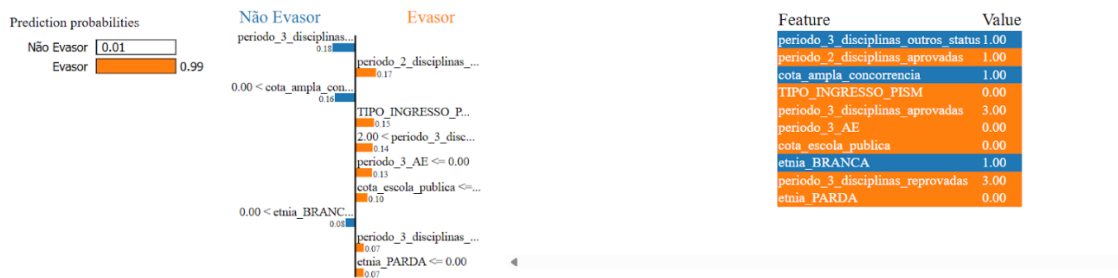 Prediction probabilities
Não Evasor 0.01
Evasor 0.99
Não Evasor Evasor
periodo_3_disciplinas...
0.18
periodo_2_disciplinas_...
0.17
0.00 < cota_ampla_con...
0.16
TIPO_INGRESSO_P...
0.15
2.00 < periodo_3_disc...
0.14
periodo_3_AE <= 0.00
0.13
cota_escola_publica <=...
0.10
0.00 < etnia_BRANC...
0.08
periodo_3_disciplinas_...
0.07
etnia_PARDA <= 0.00
0.07
Feature Value
periodo_3_disciplinas_outros_status 1.00
periodo_2_disciplinas_aprovadas 1.00
cota_ampla_concorrencia 1.00
TIPO_INGRESSO_PISM 0.00
periodo_3_disciplinas_aprovadas 3.00
periodo_3_AE 0.00
cota_escola_publica 0.00
etnia_BRANCA 1.00
periodo_3_disciplinas_reprovadas 3.00
etnia_PARDA 0.00